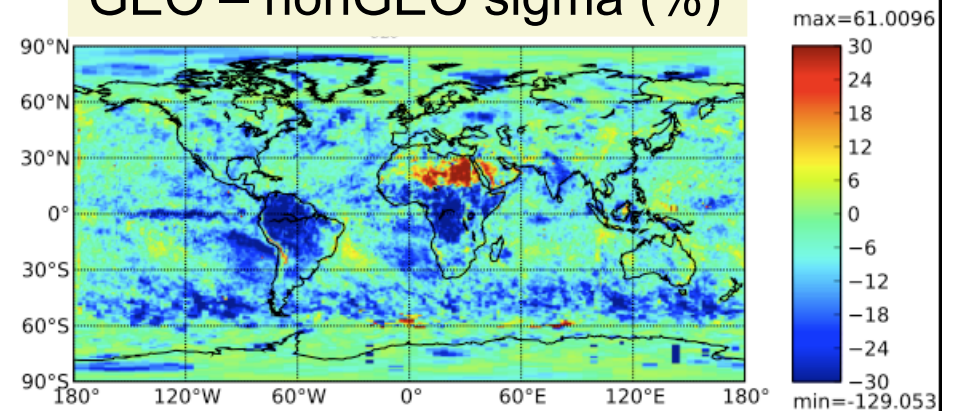 GEO – nonGEO sigma (%)
max=61.0096
90°N
60°N
30°N
0°
30°S
60°S
90°S
180°
120°W
60°W
0°
60°E
120°E
180°
30
24
18
12
6
0
−6
−12
−18
−24
−30
min=-129.053